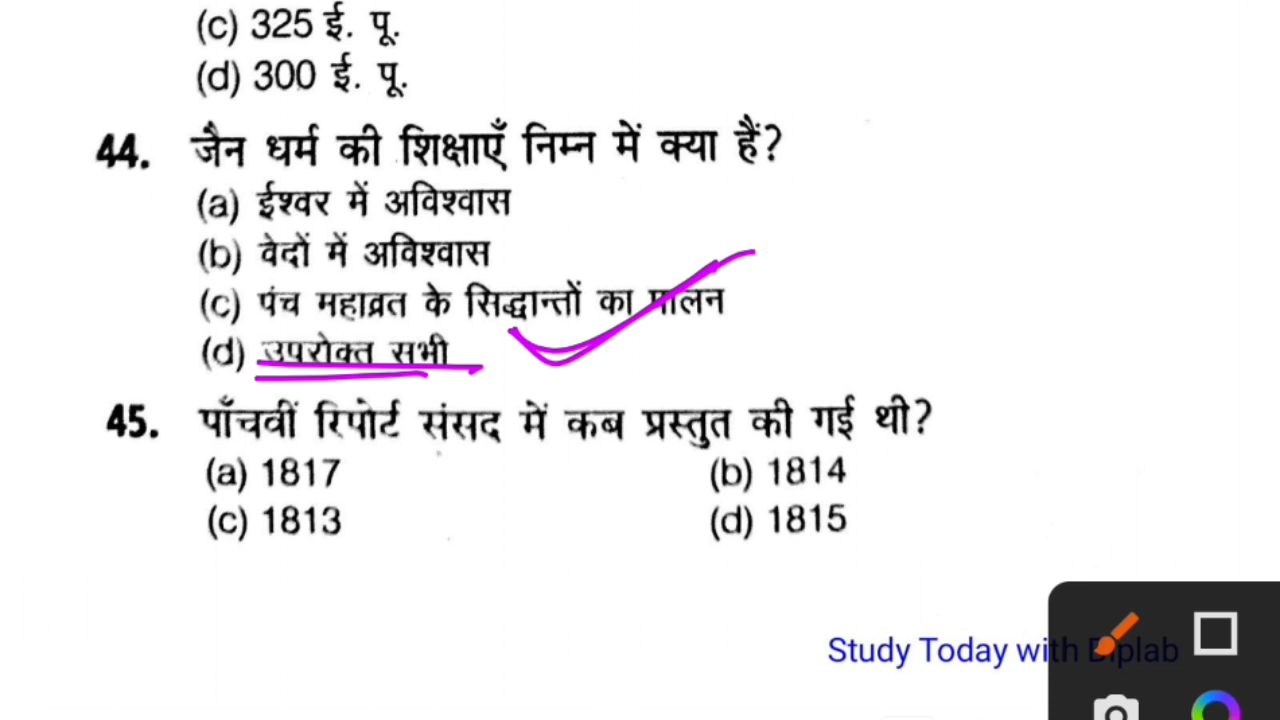 (c) 325 ई. पू.
(d) 300 ई. पू.
44. जैन धर्म की शिक्षाएँ निम्न में क्या हैं?
(a) ईश्वर में अविश्वास
(b) वेदों में अविश्वास
(c) पंच महाव्रत के सिद्धान्तों का पालन
(d) उपरोक्त सभी
45. पाँचवीं रिपोर्ट संसद में कब प्रस्तुत की गई थी?
(a) 1817 (b) 1814
(c) 1813 (d) 1815
Study Today with Biplab